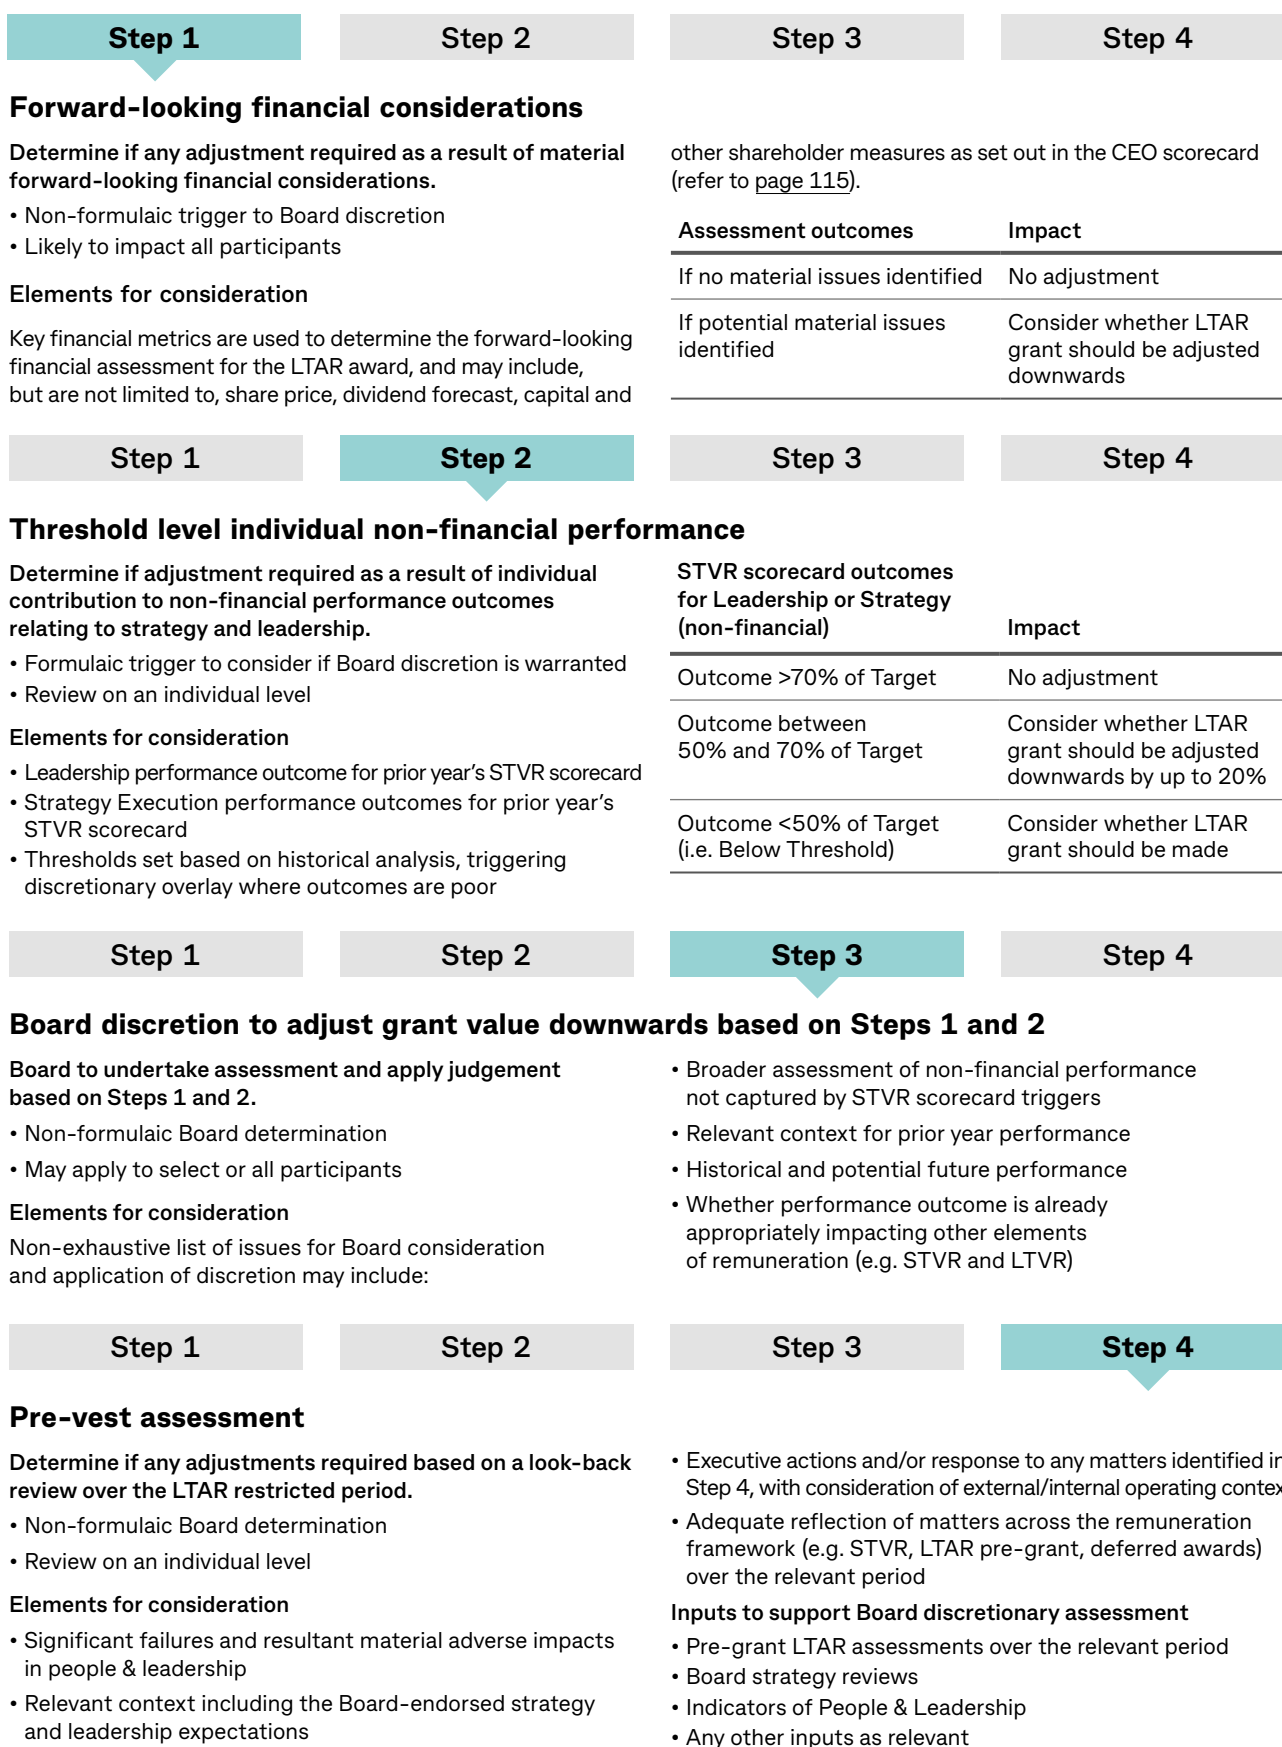 Step 1
Step 2
Step 3
Step 4
Forward-looking financial considerations
Determine if any adjustment required as a result of material
forward-looking financial considerations.
• Non-formulaic trigger to Board discretion
• Likely to impact all participants
Elements for consideration
Key financial metrics are used to determine the forward-looking
financial assessment for the LTAR award, and may include,
but are not limited to, share price, dividend forecast, capital and
other shareholder measures as set out in the CEO scorecard
(refer to page 115).
Assessment outcomes
Impact
If no material issues identified
No adjustment
If potential material issues
identified
Consider whether LTAR
grant should be adjusted
downwards
Step 1
Step 2
Step 3
Step 4
Threshold level individual non-financial performance
Determine if adjustment required as a result of individual
contribution to non-financial performance outcomes
relating to strategy and leadership.
• Formulaic trigger to consider if Board discretion is warranted
• Review on an individual level
Elements for consideration
• Leadership performance outcome for prior year's STVR scorecard
• Strategy Execution performance outcomes for prior year's
STVR scorecard
• Thresholds set based on historical analysis, triggering
discretionary overlay where outcomes are poor
STVR scorecard outcomes
for Leadership or Strategy
(non-financial)
Impact
Outcome >70% of Target
No adjustment
Outcome between
50% and 70% of Target
Consider whether LTAR
grant should be adjusted
downwards by up to 20%
Outcome <50% of Target
(i.e. Below Threshold)
Consider whether LTAR
grant should be made
Step 1
Step 2
Step 3
Step 4
Board discretion to adjust grant value downwards based on Steps 1 and 2
Board to undertake assessment and apply judgement
based on Steps 1 and 2.
• Non-formulaic Board determination
• May apply to select or all participants
Elements for consideration
Non-exhaustive list of issues for Board consideration
and application of discretion may include:
• Broader assessment of non-financial performance
not captured by STVR scorecard triggers
• Relevant context for prior year performance
• Historical and potential future performance
• Whether performance outcome is already
appropriately impacting other elements
of remuneration (e.g. STVR and LTVR)
Step 1
Step 2
Step 3
Step 4
Pre-vest assessment
Determine if any adjustments required based on a look-back
review over the LTAR restricted period.
• Non-formulaic Board determination
• Review on an individual level
Elements for consideration
• Significant failures and resultant material adverse impacts
in people & leadership
• Relevant context including the Board-endorsed strategy
and leadership expectations
• Executive actions and/or response to any matters identified in
Step 4, with consideration of external/internal operating contex
• Adequate reflection of matters across the remuneration
framework (e.g. STVR, LTAR pre-grant, deferred awards)
over the relevant period
Inputs to support Board discretionary assessment
• Pre-grant LTAR assessments over the relevant period
• Board strategy reviews
• Indicators of People & Leadership
• Any other inputs as relevant